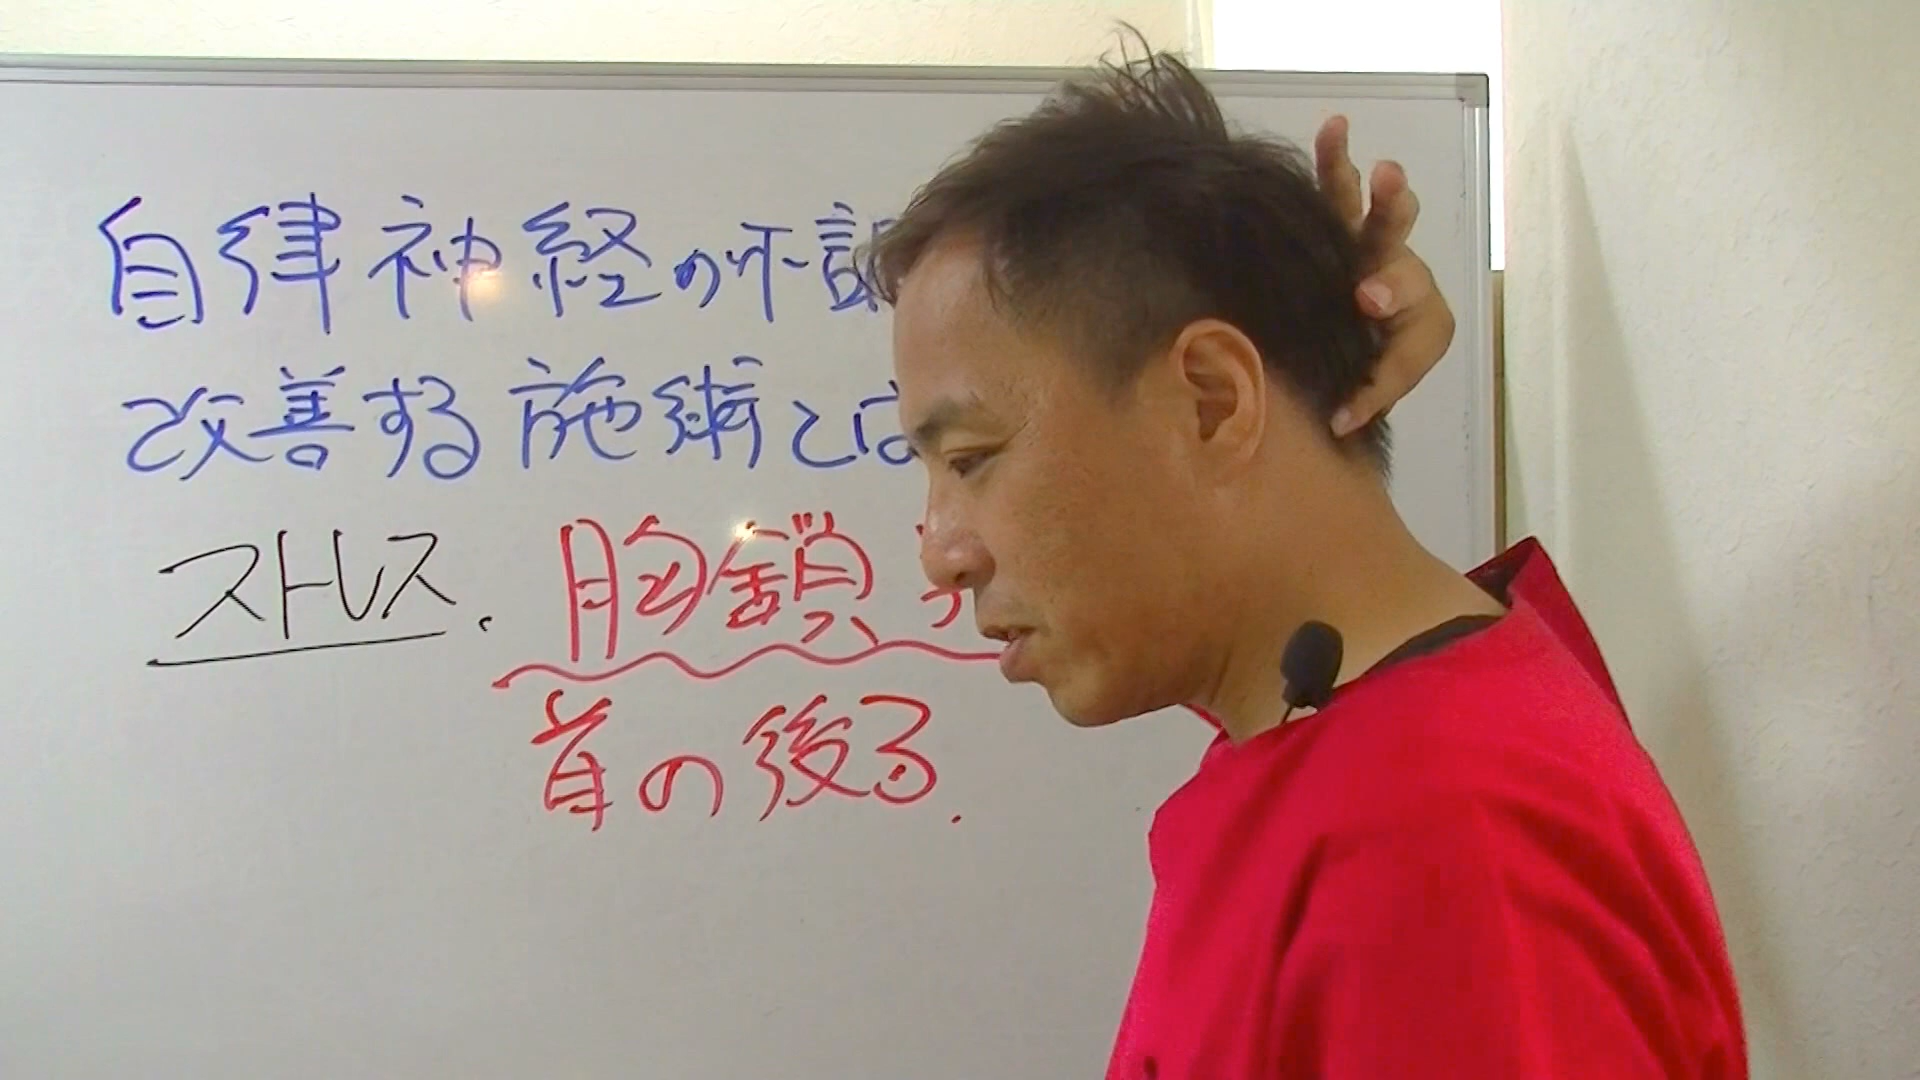 自律神経の不調
改善する施術とは
ストレス. 胸鎖
首の後ろ.